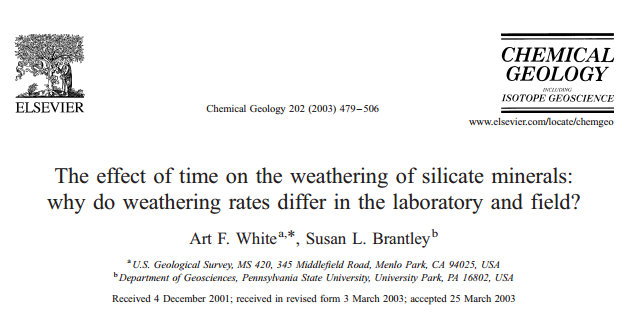 ELSEVIER
Chemical Geology 202 (2003) 479–506
CHEMICAL
GEOLOGY
INCLUDING
ISOTOPE GEOSCIENCE
www.elsevier.com/locate/chemgeo
The effect of time on the weathering of silicate minerals:
why do weathering rates differ in the laboratory and field?
Art F. White a,*, Susan L. Brantley b
a U.S. Geological Survey, MS 420, 345 Middlefield Road, Menlo Park, CA 94025, USA
b Department of Geosciences, Pennsylvania State University, University Park, PA 16802, USA
Received 4 December 2001; received in revised form 3 March 2003; accepted 25 March 2003